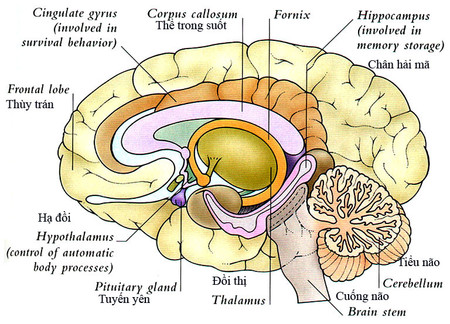 Cingulate gyrus
(involved in
survival behavior)
Corpus callosum
Thể trong suốt
Fornix
Hippocampus
(involved in
memory storage)
Chân hải mã
Frontal lobe
Thùy trán
Hạ đồi
Hypothalamus
(control of automatic
body processes)
Pituitary gland
Tuyến yên
Đồi thị
Thalamus
Tiểu não
Cerebellum
Cuống não
Brain stem